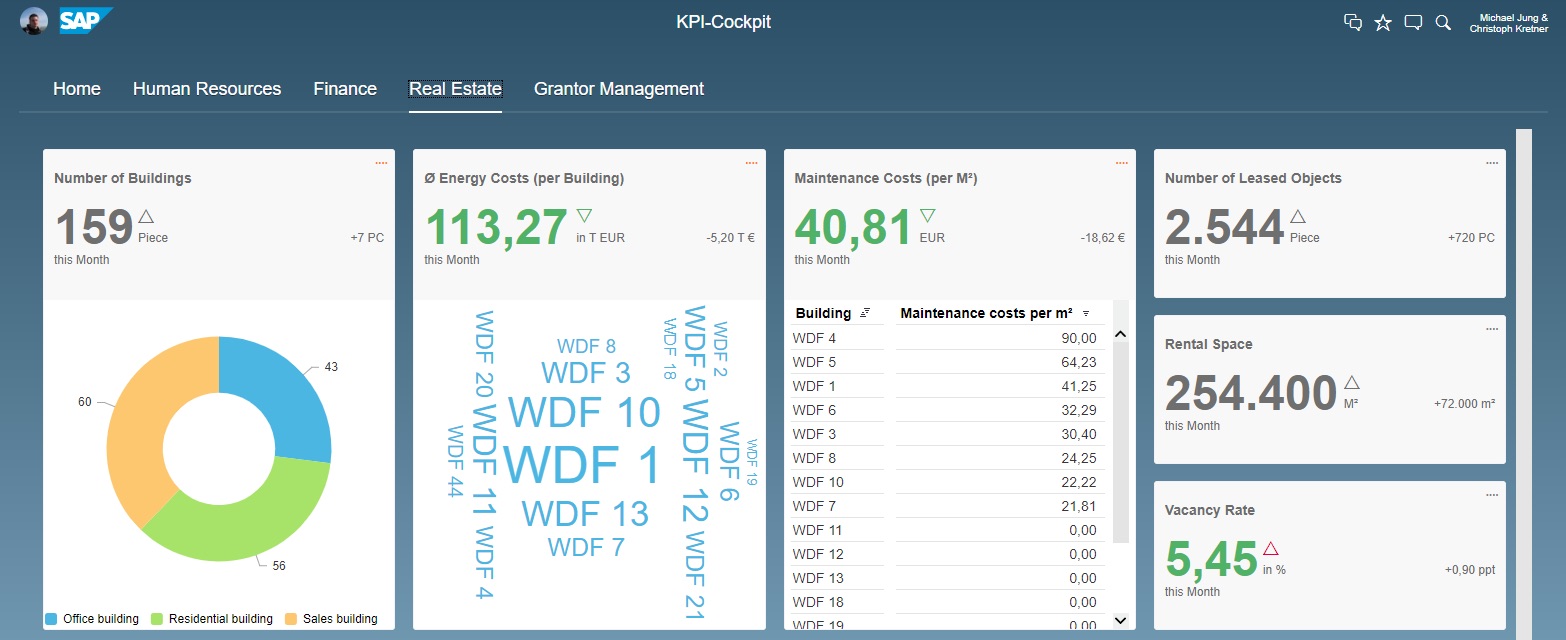 SAP
KPI-Cockpit
Michael Jung &
Christoph Kretner
Home
Human Resources
Finance
Real Estate
Grantor Management
Number of Buildings
159
Piece
+7 PC
this Month
43
60
56
Office building
Residential building
Sales building
Ø Energy Costs (per Building)
113,27
in T EUR
-5,20 T €
this Month
WDF 20
WDF 8
WDF 3
WDF 18
WDF 5
WDF 2
WDF 10
WDF 44
WDF 11
WDF 1
WDF 12
WDF 6
WDF 19
WDF 13
WDF 7
WDF 4
WDF 21
Maintenance Costs (per M²)
40,81
EUR
-18,62 €
this Month
Building Maintenance costs per m²
WDF 4 90,00
WDF 5 64,23
WDF 1 41,25
WDF 6 32,29
WDF 3 30,40
WDF 8 24,25
WDF 10 22,22
WDF 7 21,81
WDF 11 0,00
WDF 12 0,00
WDF 13 0,00
WDF 18 0,00
WDF 19 0,00
Number of Leased Objects
2.544
Piece
+720 PC
this Month
Rental Space
254.400
M²
+72.000 m²
this Month
Vacancy Rate
5,45
in %
+0,90 ppt
this Month